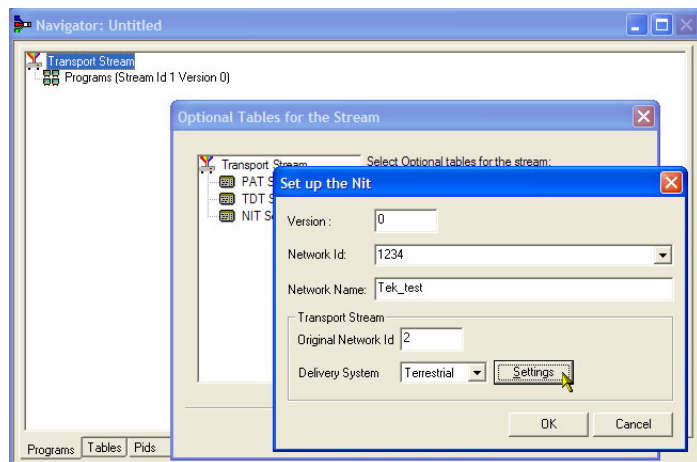 Navigator: Untitled
Transport Stream
Programs (Stream Id 1 Version 0)
Optional Tables for the Stream
Transport Stream
Select Optional tables for the stream:
PAT S
TDT S
NIT Se
Set up the Nit
Version :
0
Network Id:
1234
Network Name:
Tek_test
Transport Stream
Original Network Id
2
Delivery System
Terrestrial
Settings
OK
Cancel
Programs
Tables
Pids